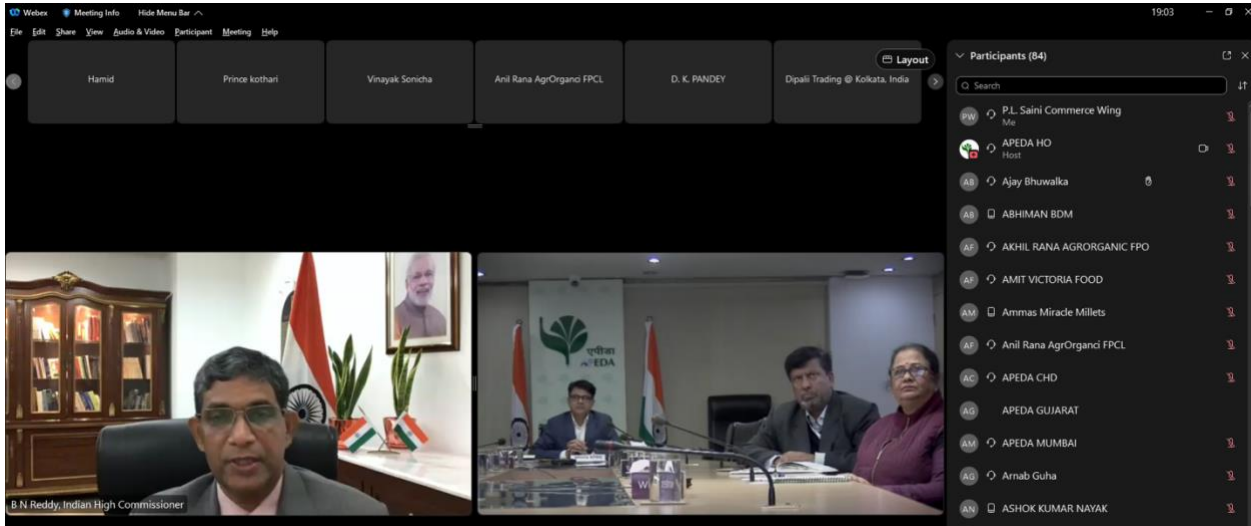 Webex
Meeting Info
Hide Menu Bar
19:03
File Edit Share View Audio & Video Participant Meeting Help
Hamid
Prince kothari
Vinayak Sonicha
Anil Rana AgrOrganci FPCL
D. K. PANDEY
Dipalii Trading @ Kolkata, India
Layout
B N Reddy, Indian High Commissioner
एपीडा
APEDA
Participants (84)
Search
PW P.L. Saini Commerce Wing
Me
APEDA HO
Host
AB Ajay Bhuwalka
AB ABHIMAN BDM
AF AKHIL RANA AGRORGANIC FPO
AF AMIT VICTORIA FOOD
AM Ammas Miracle Millets
AF Anil Rana AgrOrganci FPCL
AC APEDA CHD
AG APEDA GUJARAT
AM APEDA MUMBAI
AG Arnab Guha
AN ASHOK KUMAR NAYAK